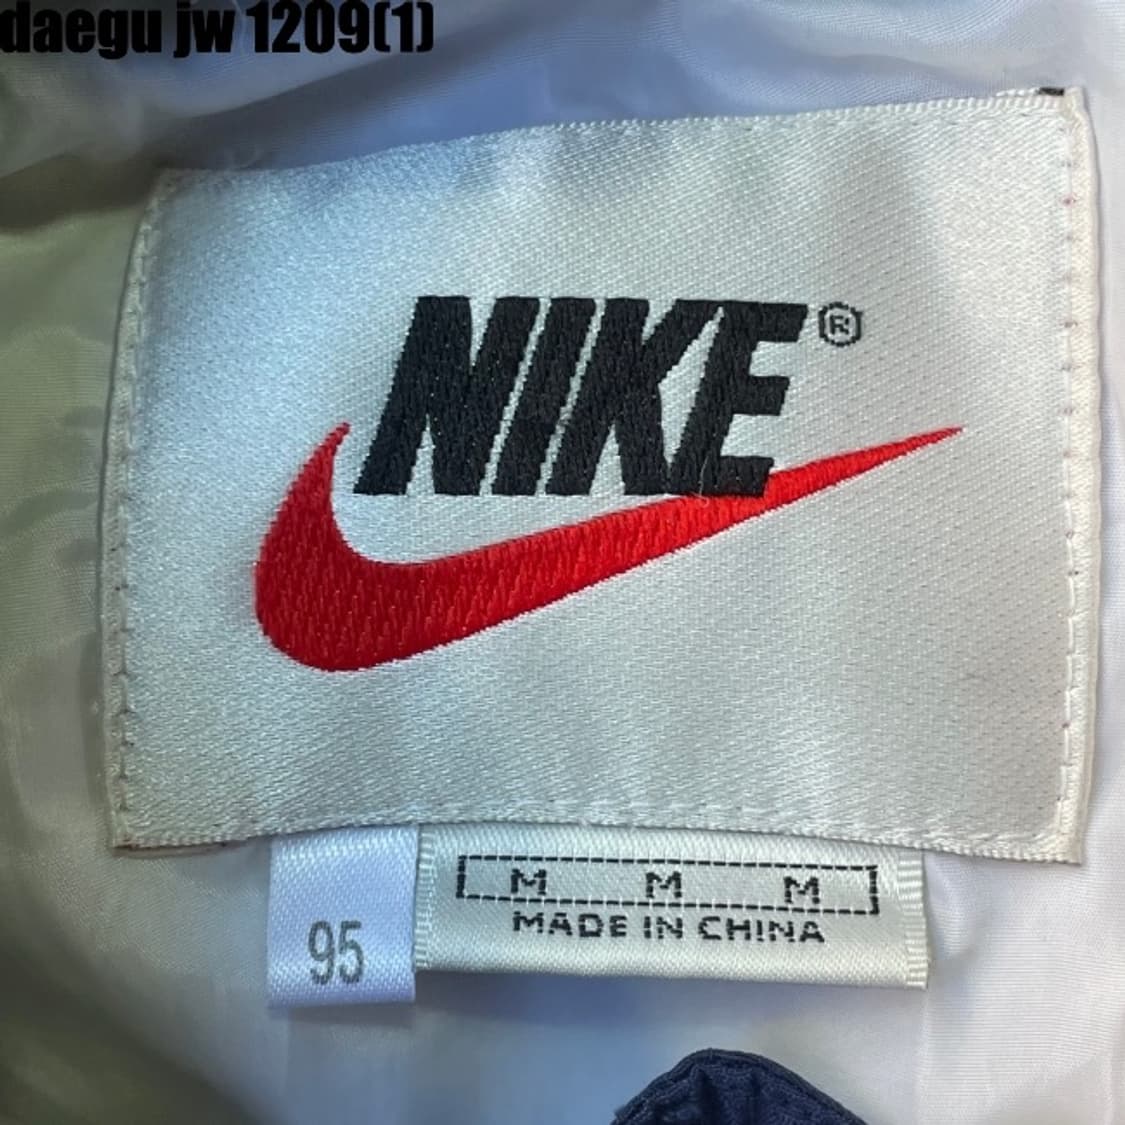 daegu jw 1209(1)
NIKE®
95
M M M
MADE IN CHINA